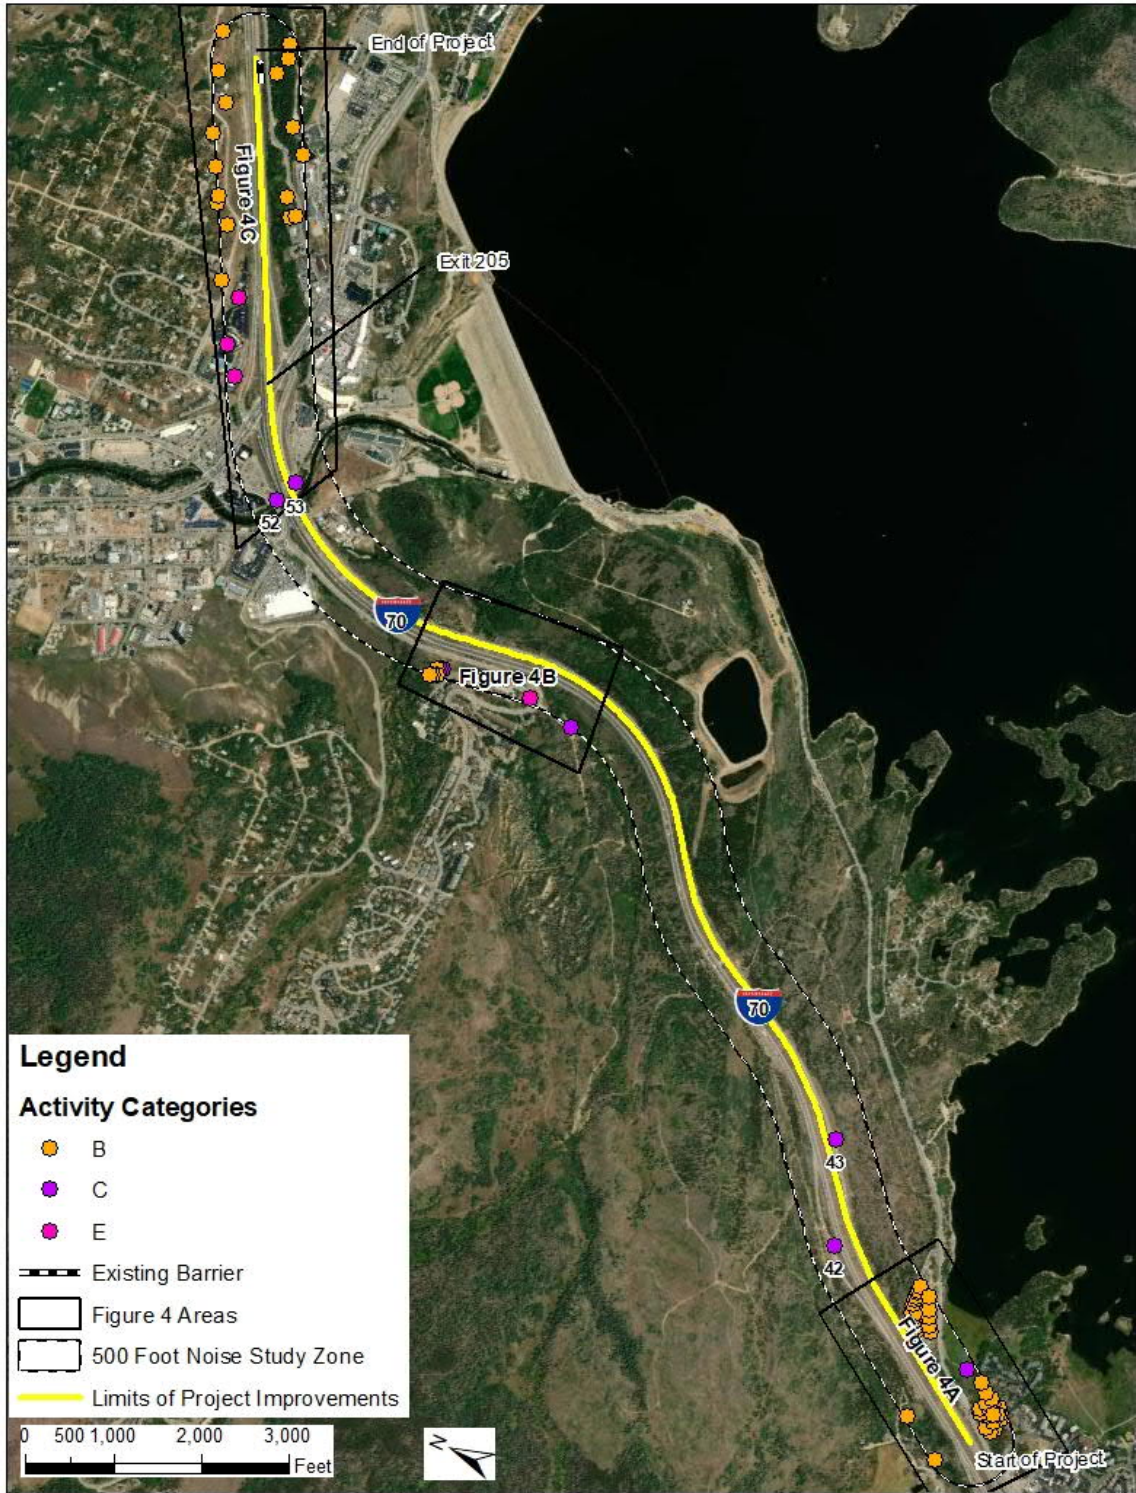 End of Project
Figure 4C
Exit 205
53
52
70
Figure 4B
70
43
42
Figure 4A
Start of Project
Legend
Activity Categories
B
C
E
Existing Barrier
Figure 4 Areas
500 Foot Noise Study Zone
Limits of Project Improvements
0 500 1,000 2,000 3,000
Feet
N